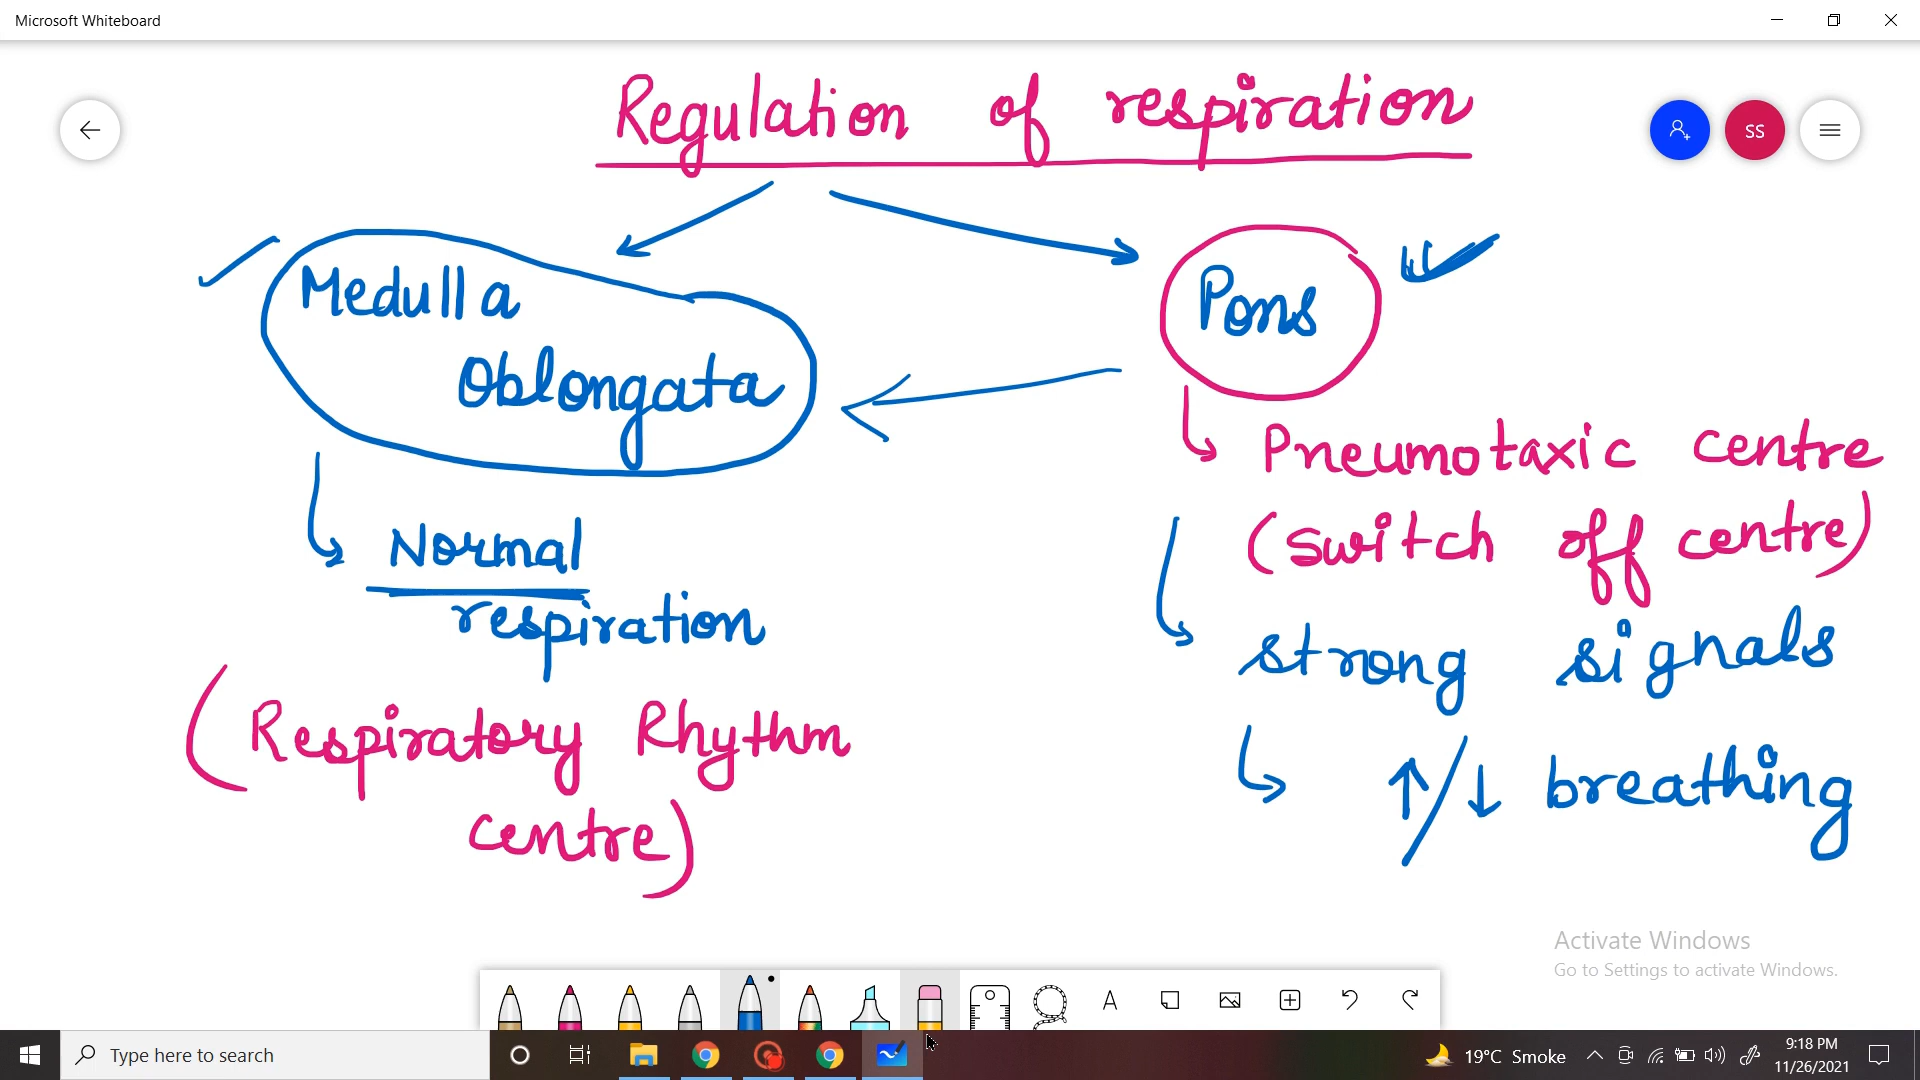 Microsoft Whiteboard
Regulation of respiration
SS
Medulla
Oblongata
Pons
Pneumotaxic centre
(switch off centre)
Normal
respiration
strong signals
(Respiratory Rhythm
centre)
↑/↓ breathing
Activate Windows
Go to Settings to activate Windows.
A
Type here to search
19°C Smoke
9:18 PM
11/26/2021